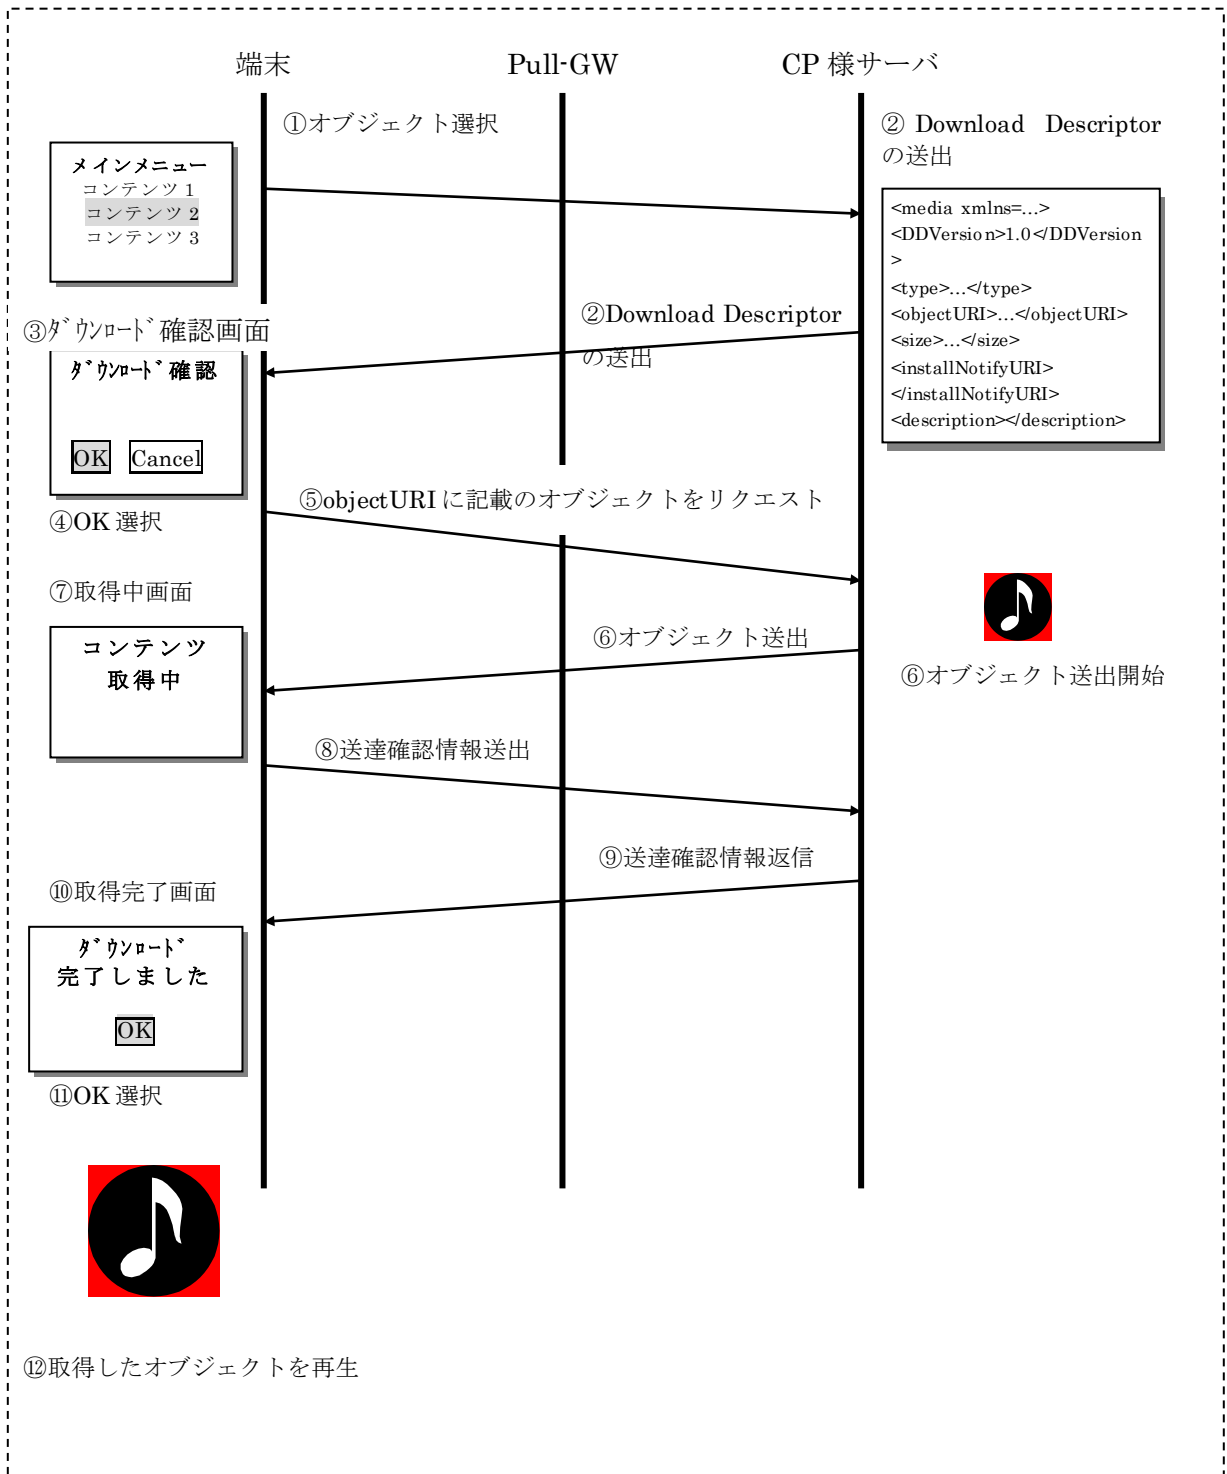 端末
Pull-GW
CP 様サーバ
①オブジェクト選択
② Download Descriptor
の送出
メインメニュー
コンテンツ 1
コンテンツ 2
コンテンツ 3
<media xmlns=...>
<DDVersion>1.0</DDVersion
>
<type>...</type>
<objectURI>...</objectURI>
<size>...</size>
<installNotifyURI>
</installNotifyURI>
<description></description>
②Download Descriptor
の送出
③ﾀﾞｳﾝﾛｰﾄﾞ確認画面
ﾀﾞｳﾝﾛｰﾄﾞ確認
OK Cancel
④OK 選択
⑤objectURI に記載のオブジェクトをリクエスト
⑦取得中画面
コンテンツ
取得中
⑥オブジェクト送出
⑥オブジェクト送出開始
⑧送達確認情報送出
⑨送達確認情報返信
⑩取得完了画面
ﾀﾞｳﾝﾛｰﾄﾞ
完了しました
OK
⑪OK 選択
⑫取得したオブジェクトを再生